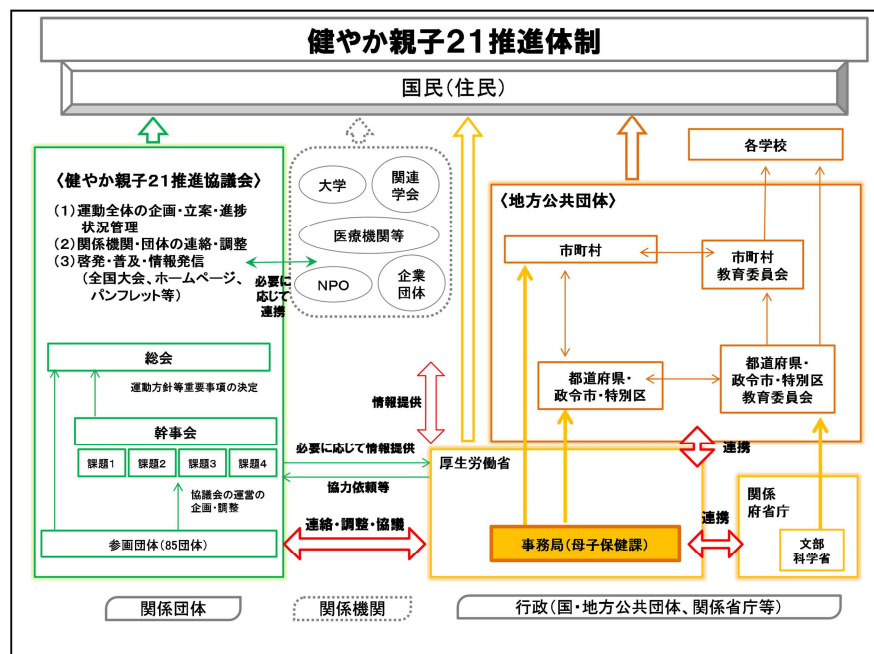 健やか親子21推進体制
国民(住民)
〈健やか親子21推進協議会〉
(1)運動全体の企画・立案・進捗
状況管理
(2)関係機関・団体の連絡・調整
(3)啓発・普及・情報発信
(全国大会、ホームページ、
パンフレット等)
総会
運動方針等重要事項の決定
幹事会
課題1
課題2
課題3
課題4
協議会の運営の
企画・調整
参画団体(85団体)
大学
関連
学会
医療機関等
NPO
企業
団体
必要に
応じて
連携
情報提供
必要に応じて情報提供
協力依頼等
連絡・調整・協議
各学校
〈地方公共団体〉
市町村
市町村
教育委員会
都道府県・
政令市・特別区
都道府県・
政令市・特別区
教育委員会
連携
厚生労働省
事務局(母子保健課)
連携
関係
府省庁
文部
科学省
関係団体
関係機関
行政(国・地方公共団体、関係省庁等)